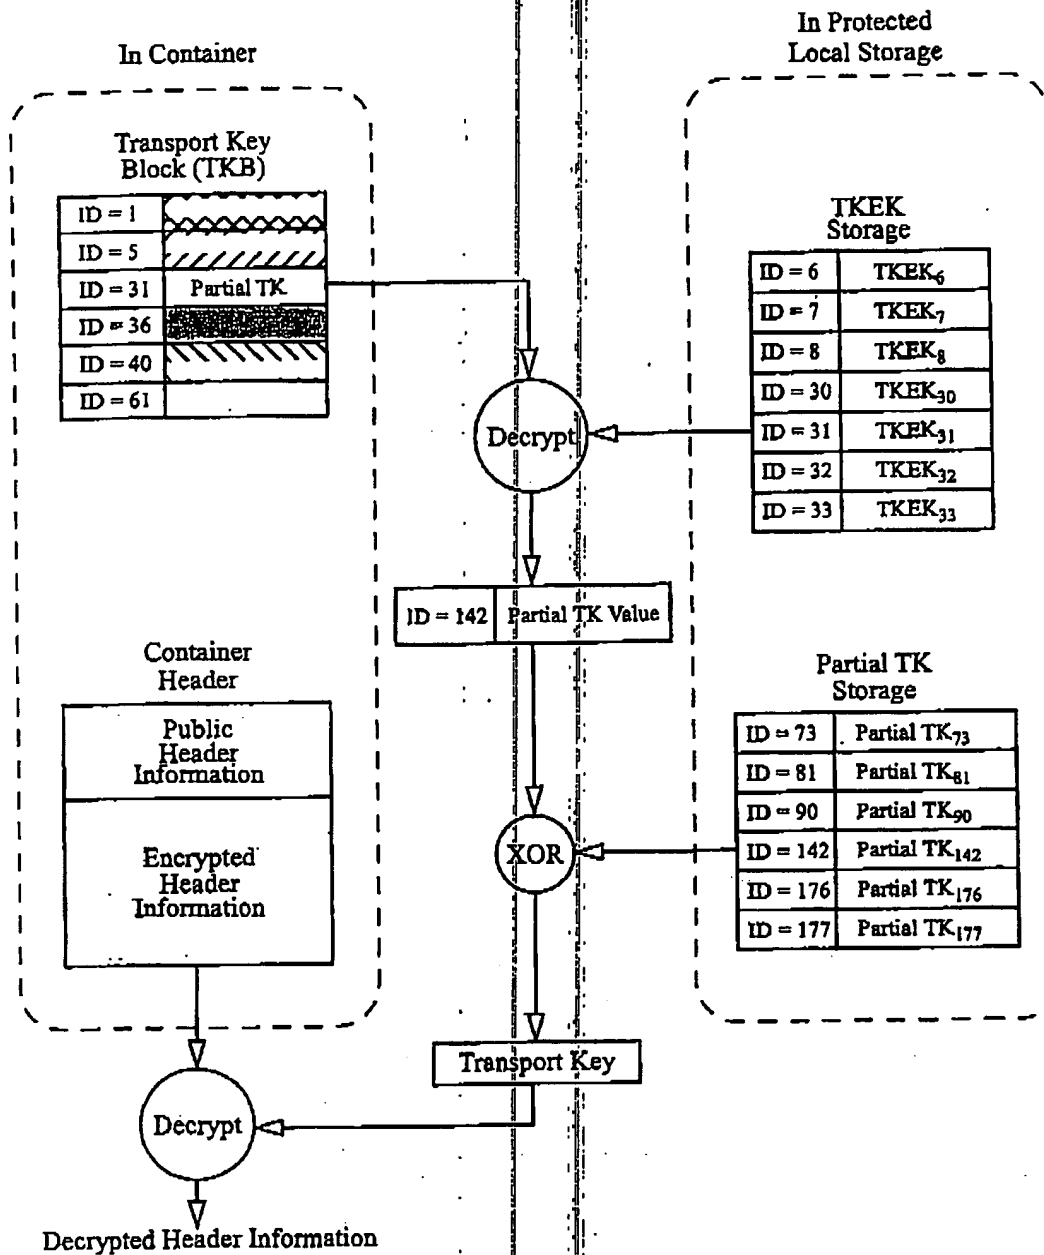 In Container
Transport Key
Block (TKB)
ID = 1
ID = 5
ID = 31 Partial TK
ID = 36
ID = 40
ID = 61
Container
Header
Public
Header
Information
Encrypted
Header
Information
Decrypt
Decrypted Header Information
Decrypt
ID = 142 Partial TK Value
XOR
Transport Key
In Protected
Local Storage
TKEK
Storage
ID = 6 TKEK6
ID = 7 TKEK7
ID = 8 TKEK8
ID = 30 TKEK30
ID = 31 TKEK31
ID = 32 TKEK32
ID = 33 TKEK33
Partial TK
Storage
ID = 73 Partial TK73
ID = 81 Partial TK81
ID = 90 Partial TK90
ID = 142 Partial TK142
ID = 176 Partial TK176
ID = 177 Partial TK177